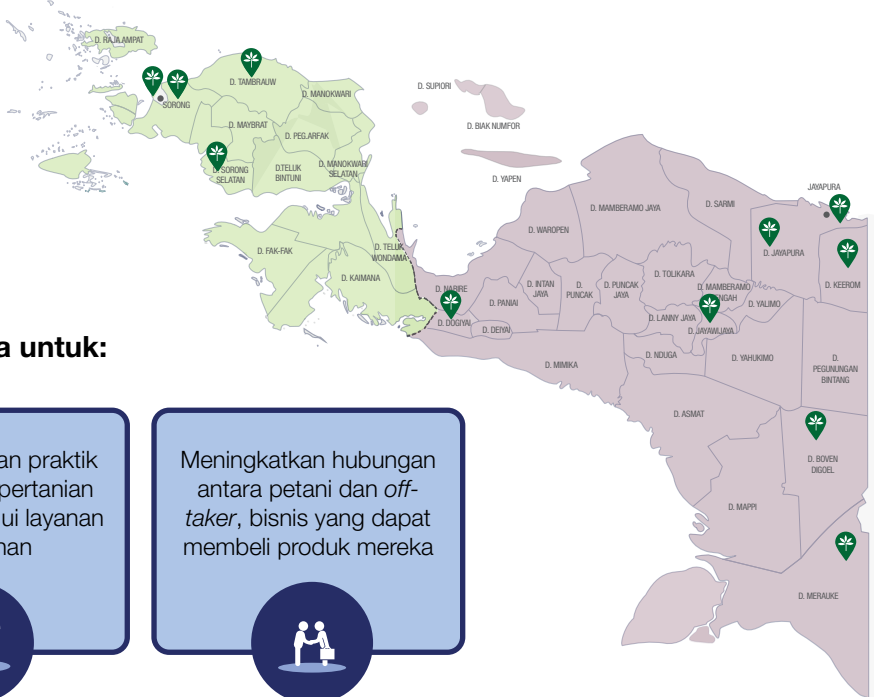 D. RAJA AMPAT
D. TAMBRAUW
D. MANOKWARI
SORONG
D. MAYBRAT
D. PEG.ARFAK
D. SORONG
SELATAN
D.TELUK
BINTUNI
D. MANOKWARI
SELATAN
D. FAK-FAK
D. TELUK
WONDAMA
D. KAIMANA
D. SUPIORI
D. BIAK NUMFOR
D. YAPEN
JAYAPURA
D. SARMI
D. MAMBERAMO JAYA
D. WAROPEN
D. JAYAPURA
D. KEEROM
D. NABIRE
D. DOGIYAI
D. PANIAI
D. DEIYAI
D. INTAN
JAYA
D.
PUNCAK
D. PUNCAK
JAYA
D. TOLIKARA
D. MAMBERAMO
NGAH
D. YALIMO
D. LANNY JAYA
D. JAYAWIJAYA
D. NDUGA
D. YAHUKIMO
D.
PEGUNUNGAN
BINTANG
D. MIMIKA
D. ASMAT
D. BOVEN
DIGOEL
D. MAPPI
D. MERAUKE
a untuk:
an praktik
pertanian
ui layanan
nan
Meningkatkan hubungan
antara petani dan off-
taker, bisnis yang dapat
membeli produk mereka